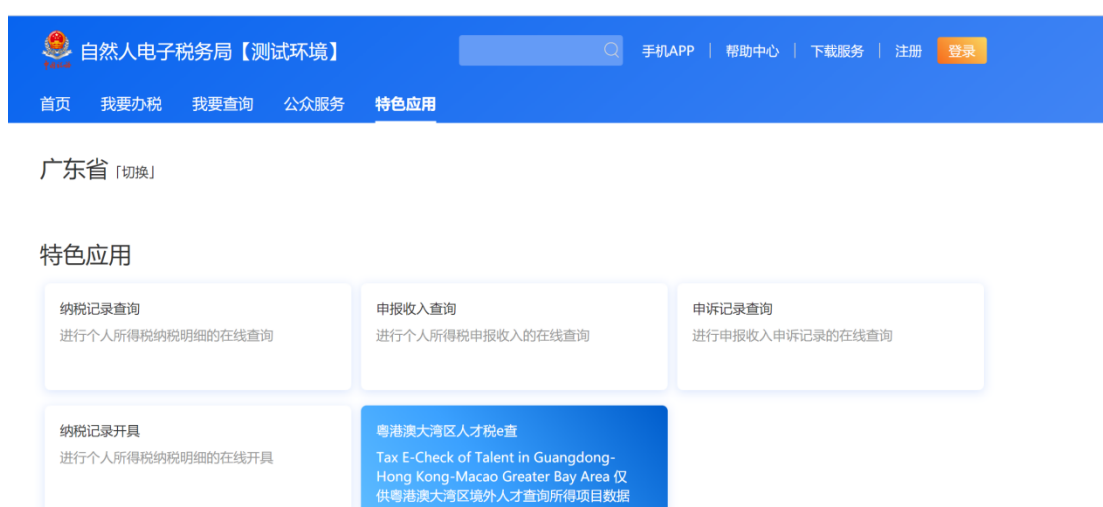 自然人电子税务局【测试环境】
手机APP | 帮助中心 | 下载服务 | 注册 登录
首页 我要办税 我要查询 公众服务 特色应用
广东省「切换」
特色应用
纳税记录查询
进行个人所得税纳税明细的在线查询
申报收入查询
进行个人所得税申报收入的在线查询
申诉记录查询
进行申报收入申诉记录的在线查询
纳税记录开具
进行个人所得税纳税明细的在线开具
粤港澳大湾区人才税e查
Tax E-Check of Talent in Guangdong-
Hong Kong-Macao Greater Bay Area 仅
供粤港澳大湾区境外人才查询所得项目数据